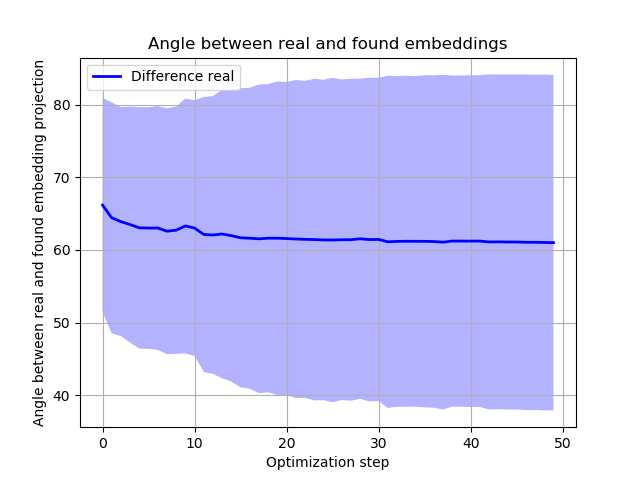 Angle between real and found embeddings
Difference real
Angle between real and found embedding projection
80
70
60
50
40
0 10 20 30 40 50
Optimization step